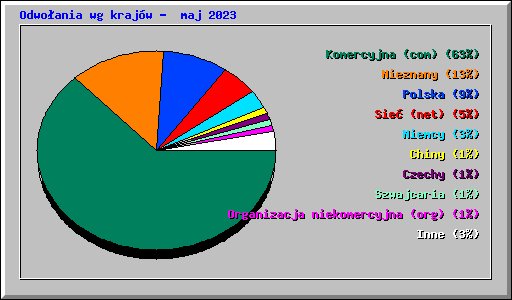 Odwołania wg krajów - maj 2023
Komercyjna (com) (63%)
Nieznany (13%)
Polska (9%)
Sieć (net) (5%)
Niemcy (3%)
Chiny (1%)
Czechy (1%)
Szwajcaria (1%)
Organizacja niekomercyjna (org) (1%)
Inne (3%)